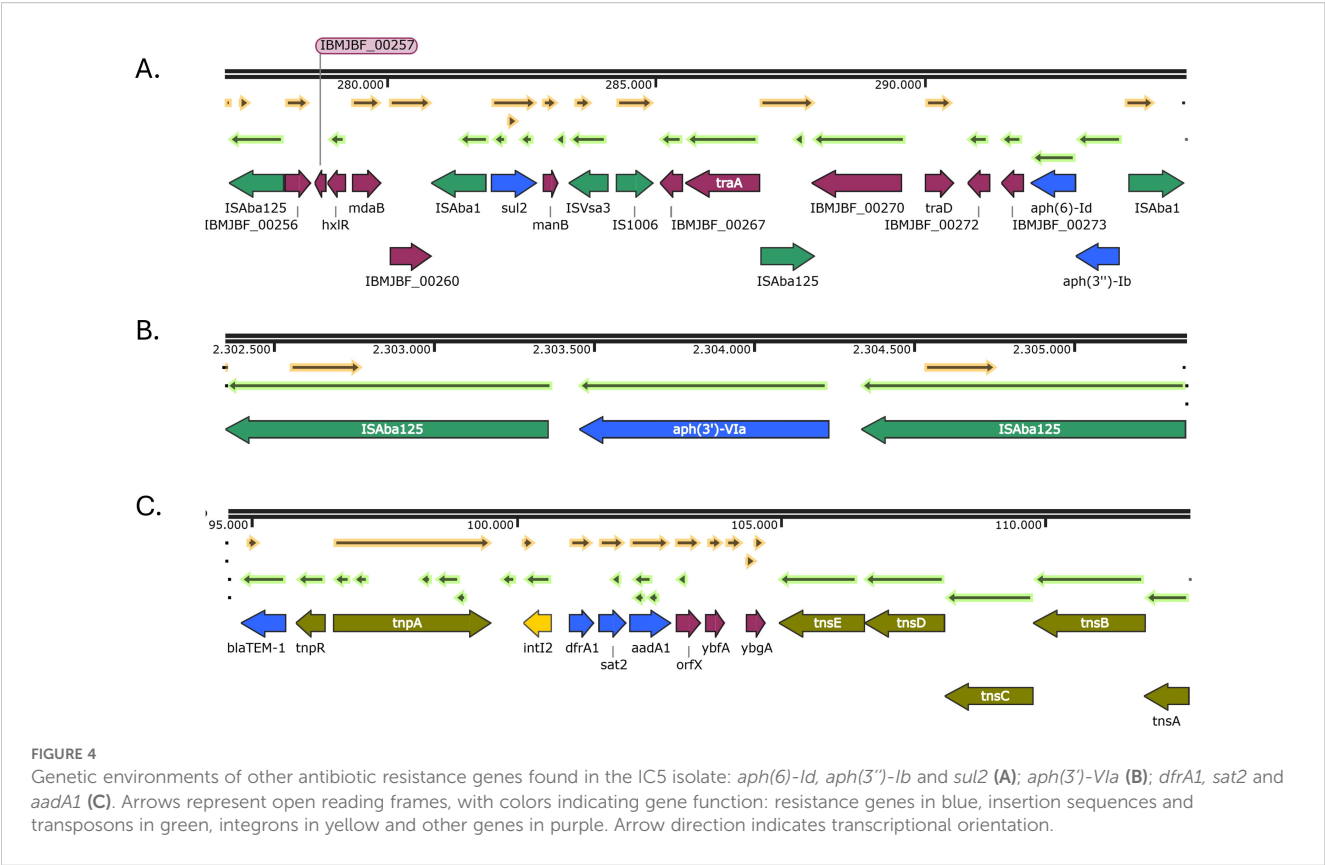 IBMJBF_00257
A.
280.000 285.000 290.000
traA
ISAba125 mdaB ISAba1 sul2 ISVsa3 IBMJBF_00270 traD aph(6)-Id ISAba1
IBMJBF_00256 hxlR manB IS1006 IBMJBF_00267 IBMJBF_00272 IBMJBF_00273
IBMJBF_00260 ISAba125 aph(3'')-Ib
B.
2.302.500 2.303.000 2.303.500 2.304.000 2.304.500 2.305.000
ISAba125 aph(3')-VIa ISAba125
C.
95.000 100.000 105.000 110.000
tnpA tnsE tnsD tnsB
blaTEM-1 tnpR intI2 dfrA1 aadA1 ybfA ybgA
sat2 orfX
tnsC
tnsA
FIGURE 4
Genetic environments of other antibiotic resistance genes found in the IC5 isolate: aph(6)-Id, aph(3″)-Ib and sul2 (A); aph(3′)-VIa (B); dfrA1, sat2 and
aadA1 (C). Arrows represent open reading frames, with colors indicating gene function: resistance genes in blue, insertion sequences and
transposons in green, integrons in yellow and other genes in purple. Arrow direction indicates transcriptional orientation.